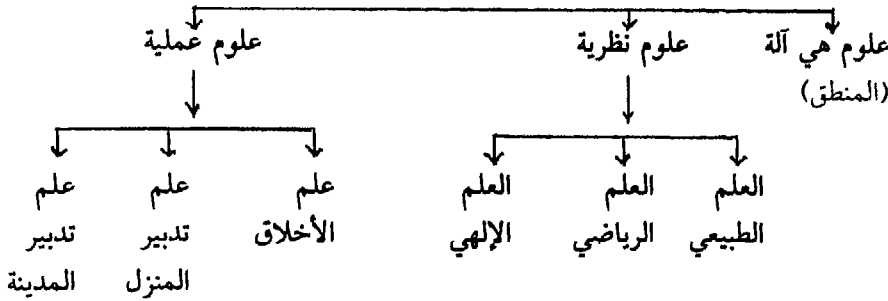 علوم هي آلة
(المنطق)
علوم نظرية
علوم عملية
العلم
الطبيعي
العلم
الرياضي
العلم
الإلهي
علم
الأخلاق
علم
تدبير
المنزل
علم
تدبير
المدينة